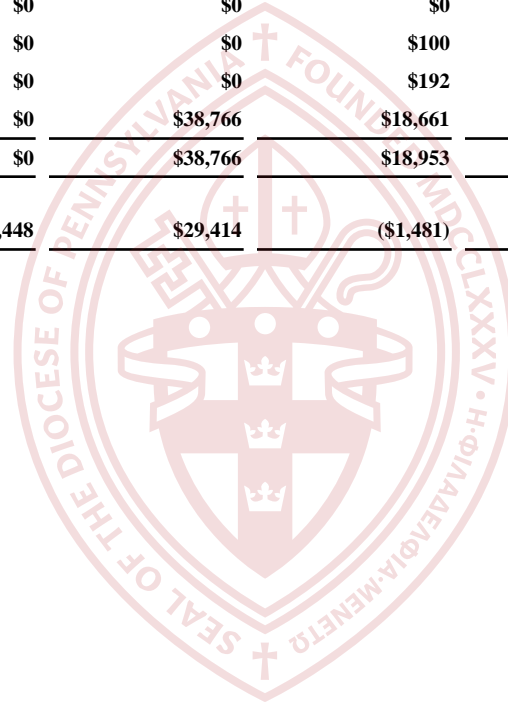 $0 $0 $0
$0 $0 $100
$0 $0 $192
$0 $38,766 $18,661
$0 $38,766 $18,953
,448 $29,414 ($1,481)
SEAL OF THE DIOCESE OF PENNSYLVANIA † FOUNDED MDCCLXXXV • Η·ΦΙΛΑΔΕΛΦΙΑ·ΜΕΝΕΤΩ †